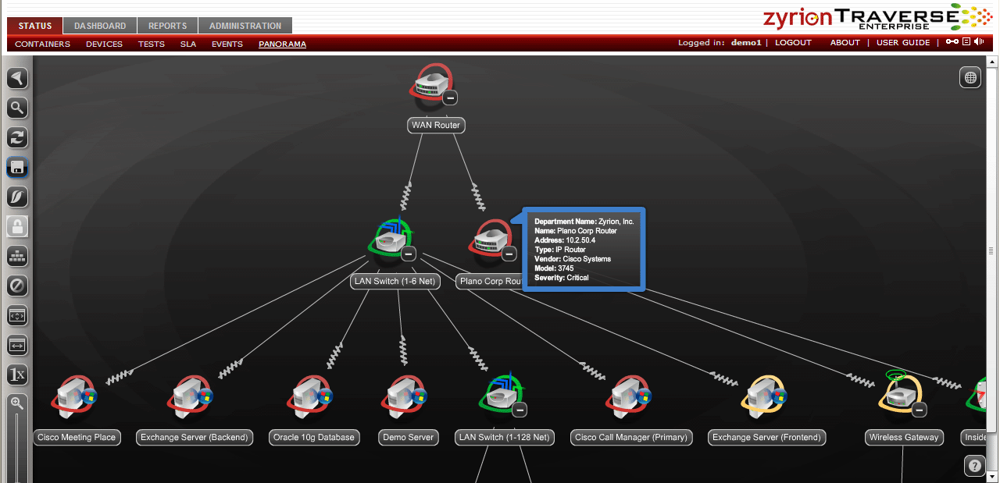 zyrion TRAVERSE
ENTERPRISE
STATUS DASHBOARD REPORTS ADMINISTRATION
CONTAINERS DEVICES TESTS SLA EVENTS PANORAMA Logged in: demo1 | LOGOUT ABOUT | USER GUIDE |
WAN Router
Department Name: Zyrion, Inc.
Name: Plano Corp Router
Address: 10.2.50.4
Type: IP Router
Vendor: Cisco Systems
Model: 3745
Severity: Critical
LAN Switch (1-6 Net) Plano Corp Rou
1x
Cisco Meeting Place Exchange Server (Backend) Oracle 10g Database Demo Server LAN Switch (1-128 Net) Cisco Call Manager (Primary) Exchange Server (Frontend) Wireless Gateway Inside
?